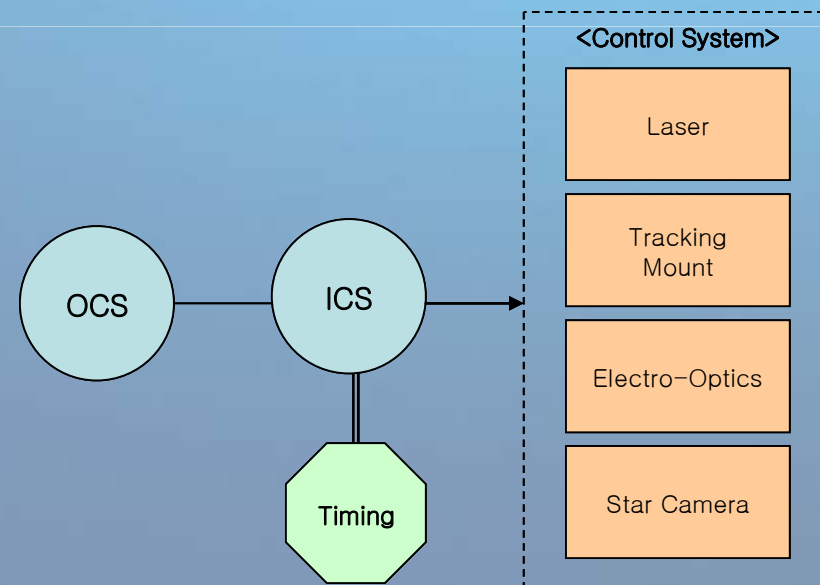 <Control System>
Laser
Tracking
Mount
OCS
ICS
Electro-Optics
Timing
Star Camera